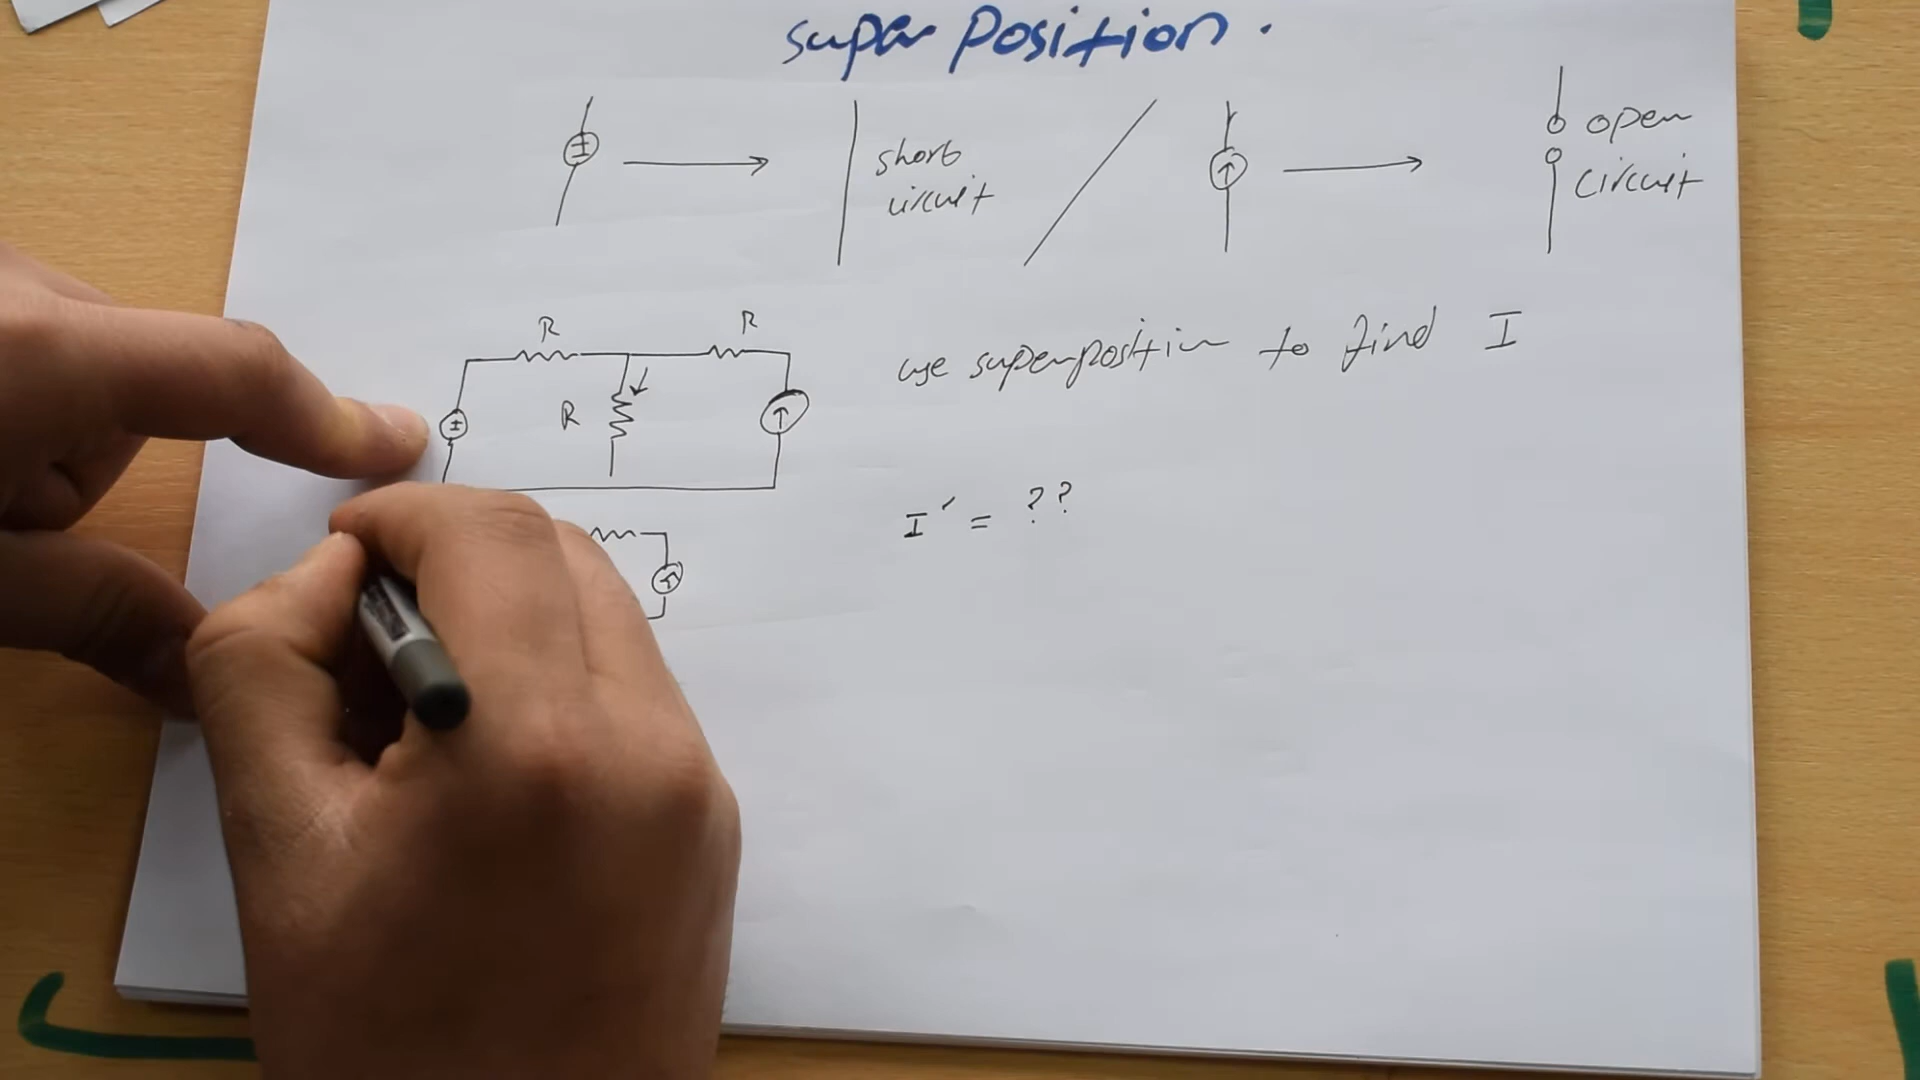 super position.
short
circuit
open
circuit
R
R
R
use superposition to find I
I' = ??